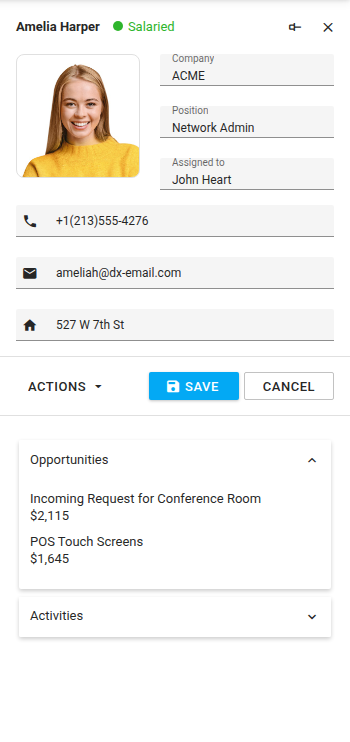 Amelia Harper Salaried
Company
ACME
Position
Network Admin
Assigned to
John Heart
+1(213)555-4276
ameliah@dx-email.com
527 W 7th St
ACTIONS SAVE CANCEL
Opportunities
Incoming Request for Conference Room
$2,115
POS Touch Screens
$1,645
Activities